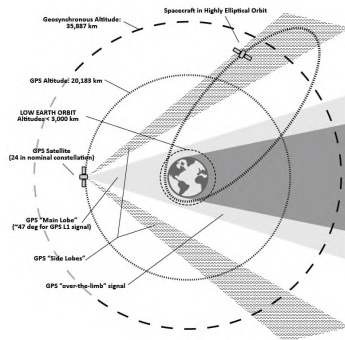 Spacecraft in Highly Elliptical Orbit
Geosynchronous Altitude:
35,887 km
GPS Altitude: 20,183 km
LOW EARTH ORBIT
Altitudes< 3,000 km
GPS Satellite
(24 in nominal constellation)
GPS "Main Lobe"
(~47 deg for GPS L1 signal)
GPS "Side Lobes"
GPS "over-the-limb" signal